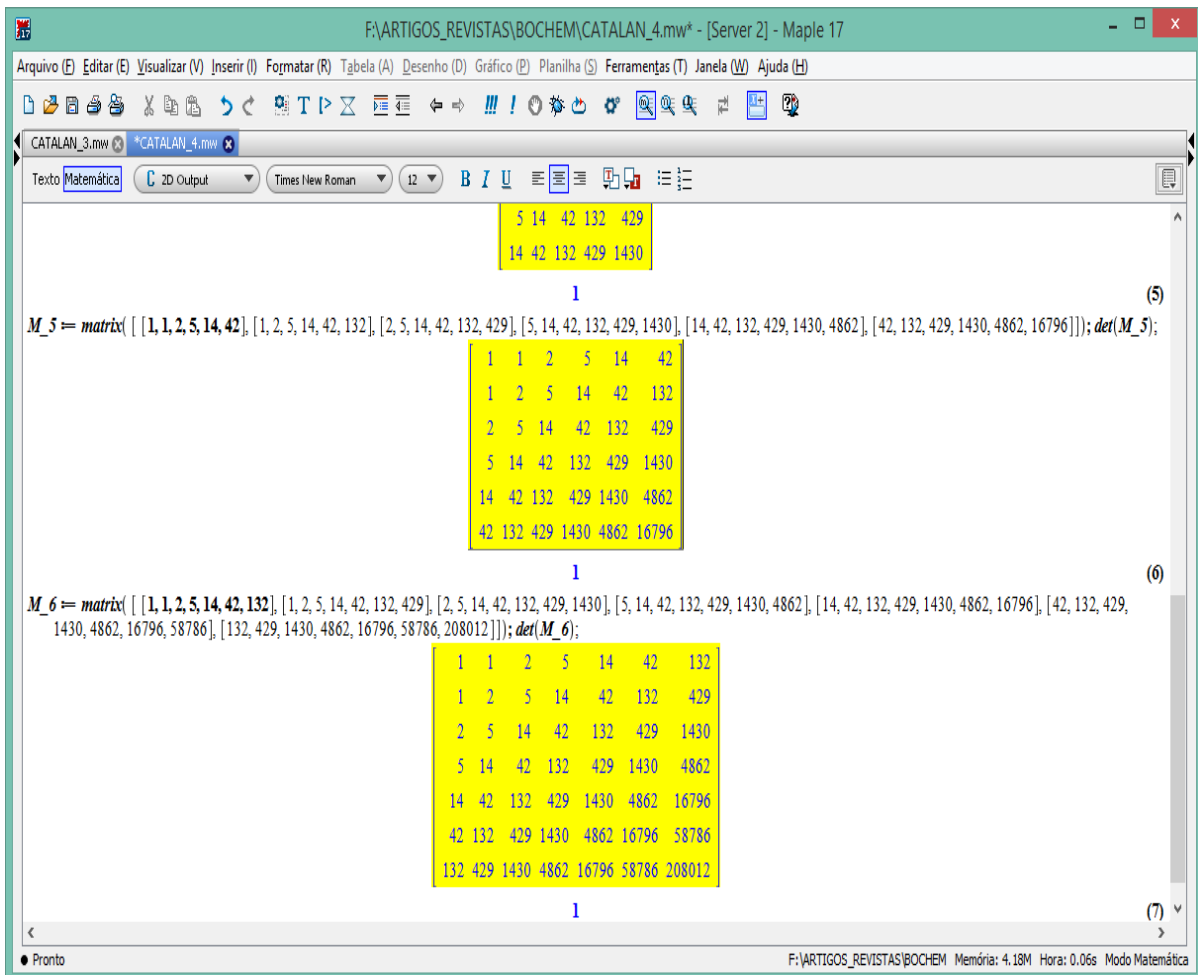 F:\ARTIGOS_REVISTAS\BOCHEM\CATALAN_4.mw* - [Server 2] - Maple 17
Arquivo (F) Editar (E) Visualizar (V) Inserir (I) Formatar (R) Tabela (A) Desenho (D) Gráfico (P) Planilha (S) Ferramentas (T) Janela (W) Ajuda (H)
CATALAN_3.mw *CATALAN_4.mw
Texto Matemática C 2D Output Times New Roman 12 B I U
5 14 42 132 429
14 42 132 429 1430
1 (5)
M_5 := matrix( [ [1, 1, 2, 5, 14, 42], [1, 2, 5, 14, 42, 132], [2, 5, 14, 42, 132, 429], [5, 14, 42, 132, 429, 1430], [14, 42, 132, 429, 1430, 4862], [42, 132, 429, 1430, 4862, 16796]]); det(M_5);
1 1 2 5 14 42
1 2 5 14 42 132
2 5 14 42 132 429
5 14 42 132 429 1430
14 42 132 429 1430 4862
42 132 429 1430 4862 16796
1 (6)
M_6 := matrix( [ [1, 1, 2, 5, 14, 42, 132], [1, 2, 5, 14, 42, 132, 429], [2, 5, 14, 42, 132, 429, 1430], [5, 14, 42, 132, 429, 1430, 4862], [14, 42, 132, 429, 1430, 4862, 16796], [42, 132, 429,
1430, 4862, 16796, 58786], [132, 429, 1430, 4862, 16796, 58786, 208012]]); det(M_6);
1 1 2 5 14 42 132
1 2 5 14 42 132 429
2 5 14 42 132 429 1430
5 14 42 132 429 1430 4862
14 42 132 429 1430 4862 16796
42 132 429 1430 4862 16796 58786
132 429 1430 4862 16796 58786 208012
1 (7)
Pronto F:\ARTIGOS_REVISTAS\BOCHEM Memória: 4.18M Hora: 0.06s Modo Matemática